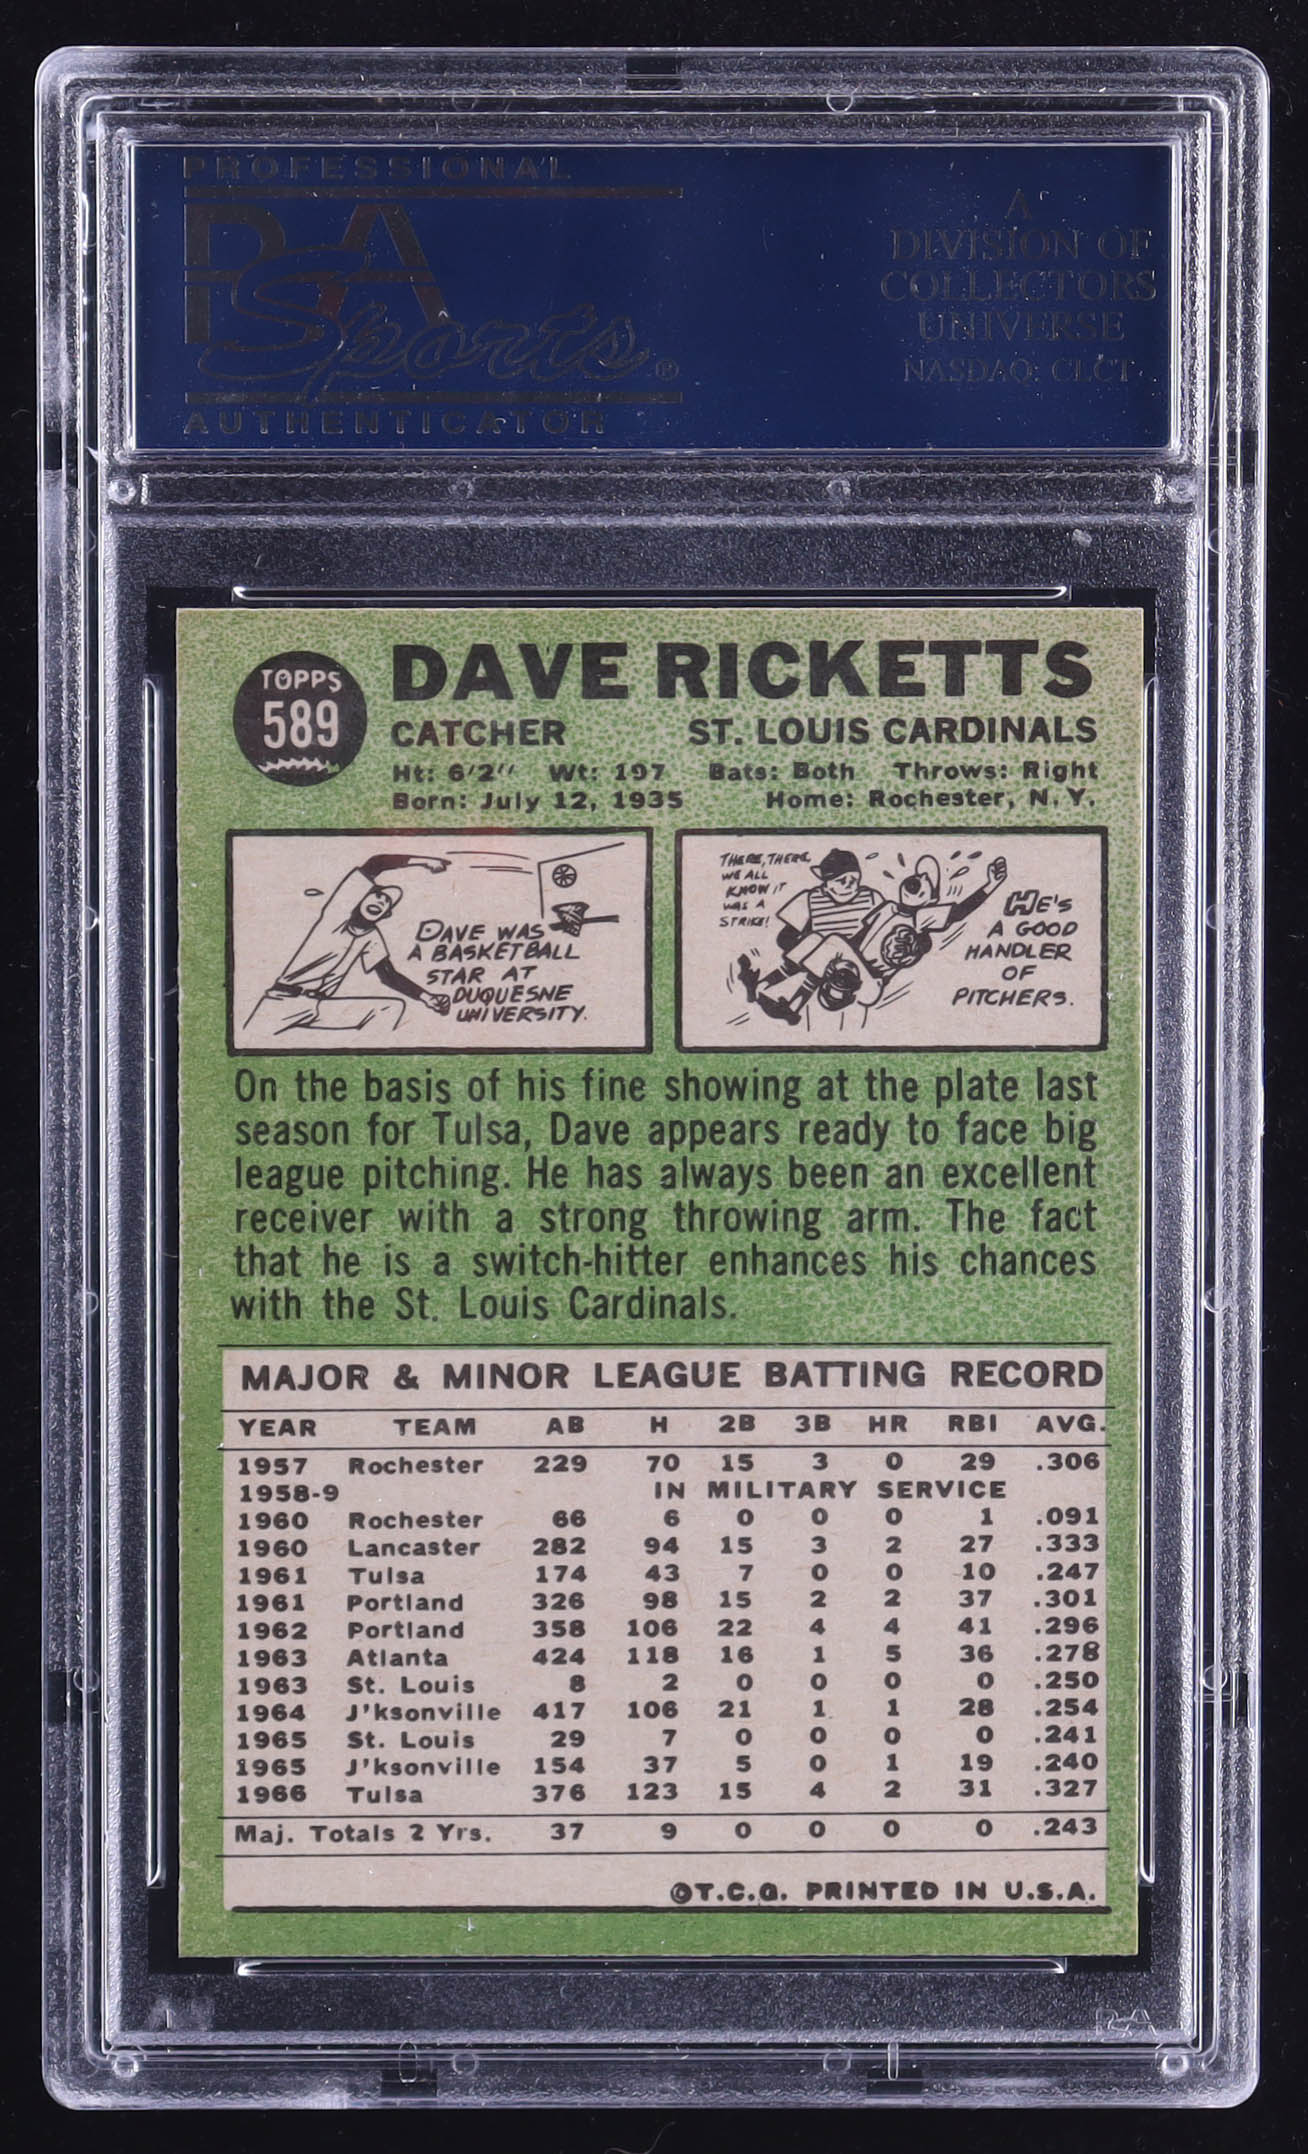 PROFESSIONAL
PSA
Sports®
AUTHENTICATOR
A
DIVISION OF
COLLECTORS
UNIVERSE
NASDAQ: CLCT
TOPPS
589
DAVE RICKETTS
CATCHER ST. LOUIS CARDINALS
Ht: 6'2" Wt: 197 Bats: Both Throws: Right
Born: July 12, 1935 Home: Rochester, N. Y.
DAVE WAS
A BASKETBALL
STAR AT
DUQUESNE
UNIVERSITY.
THERE, THERE,
WE ALL
KNOW IT
WAS A
STRIKE!
HE'S
A GOOD
HANDLER
OF
PITCHERS.
On the basis of his fine showing at the plate last
season for Tulsa, Dave appears ready to face big
league pitching. He has always been an excellent
receiver with a strong throwing arm. The fact
that he is a switch-hitter enhances his chances
with the St. Louis Cardinals.
MAJOR & MINOR LEAGUE BATTING RECORD
YEAR TEAM AB H 2B 3B HR RBI AVG.
1957 Rochester 229 70 15 3 0 29 .306
1958-9 IN MILITARY SERVICE
1960 Rochester 66 6 0 0 0 1 .091
1960 Lancaster 282 94 15 3 2 27 .333
1961 Tulsa 174 43 7 0 0 10 .247
1961 Portland 326 98 15 2 2 37 .301
1962 Portland 358 106 22 4 4 41 .296
1963 Atlanta 424 118 16 1 5 36 .278
1963 St. Louis 8 2 0 0 0 0 .250
1964 J'ksonville 417 106 21 1 1 28 .254
1965 St. Louis 29 7 0 0 0 0 .241
1965 J'ksonville 154 37 5 0 1 19 .240
1966 Tulsa 376 123 15 4 2 31 .327
Maj. Totals 2 Yrs. 37 9 0 0 0 0 .243
©T.C.G. PRINTED IN U.S.A.
PSA